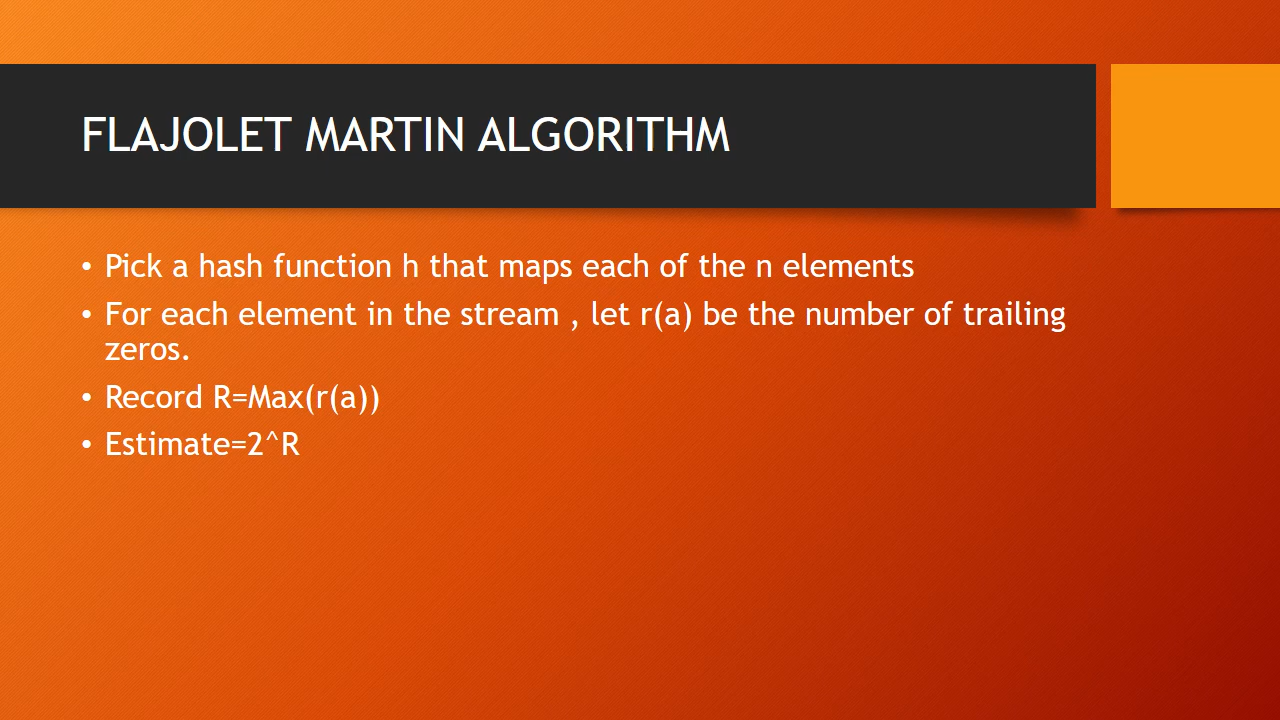 FLAJOLET MARTIN ALGORITHM
• Pick a hash function h that maps each of the n elements
• For each element in the stream , let r(a) be the number of trailing
zeros.
• Record R=Max(r(a))
• Estimate=2^R